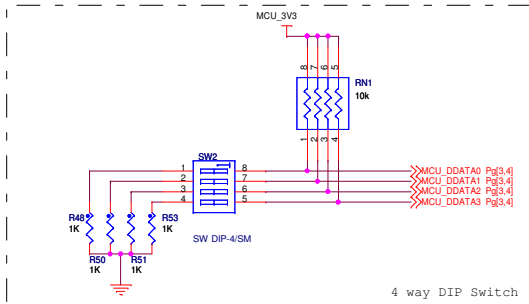 MCU_3V3
8 7 6 5
RN1
10k
1 2 3 4
SW2
1 8 MCU_DDATA0 Pg[3,4]
2 7 MCU_DDATA1 Pg[3,4]
3 6 MCU_DDATA2 Pg[3,4]
4 5 MCU_DDATA3 Pg[3,4]
R48 R53
1K 1K
SW DIP-4/SM
R50 R51
1K 1K
4 way DIP Switch